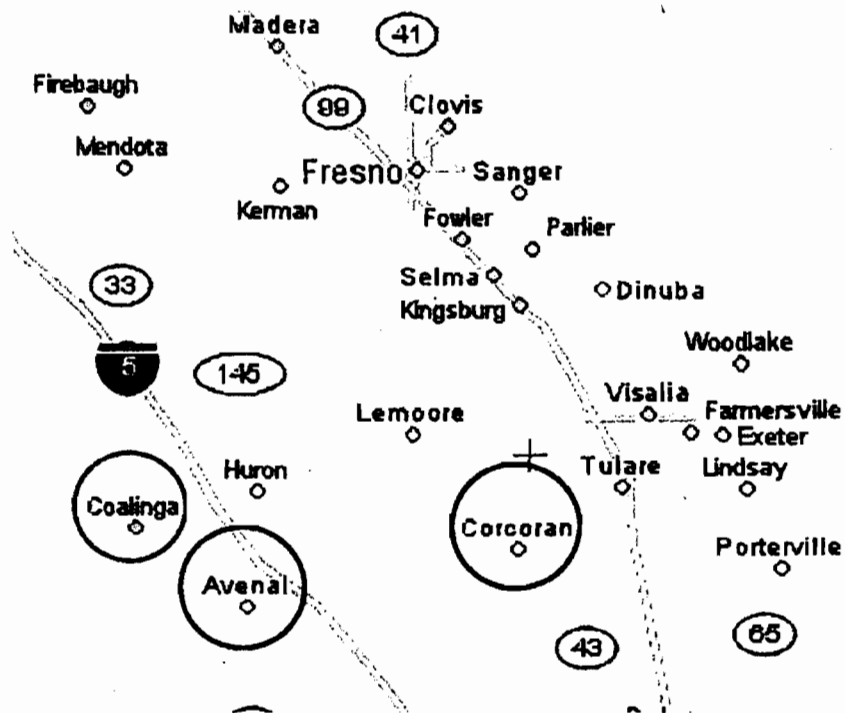 Madera
41
Firebaugh
99
Clovis
Mendota
Fresno
Sanger
Kerman
Fowler
Parlier
Selma
33
Dinuba
Kingsburg
Woodlake
5
145
Visalia
Lemoore
Farmersville
Exeter
Huron
Tulare
Lindsay
Coalinga
Corcoran
Porterville
Avenal
43
65